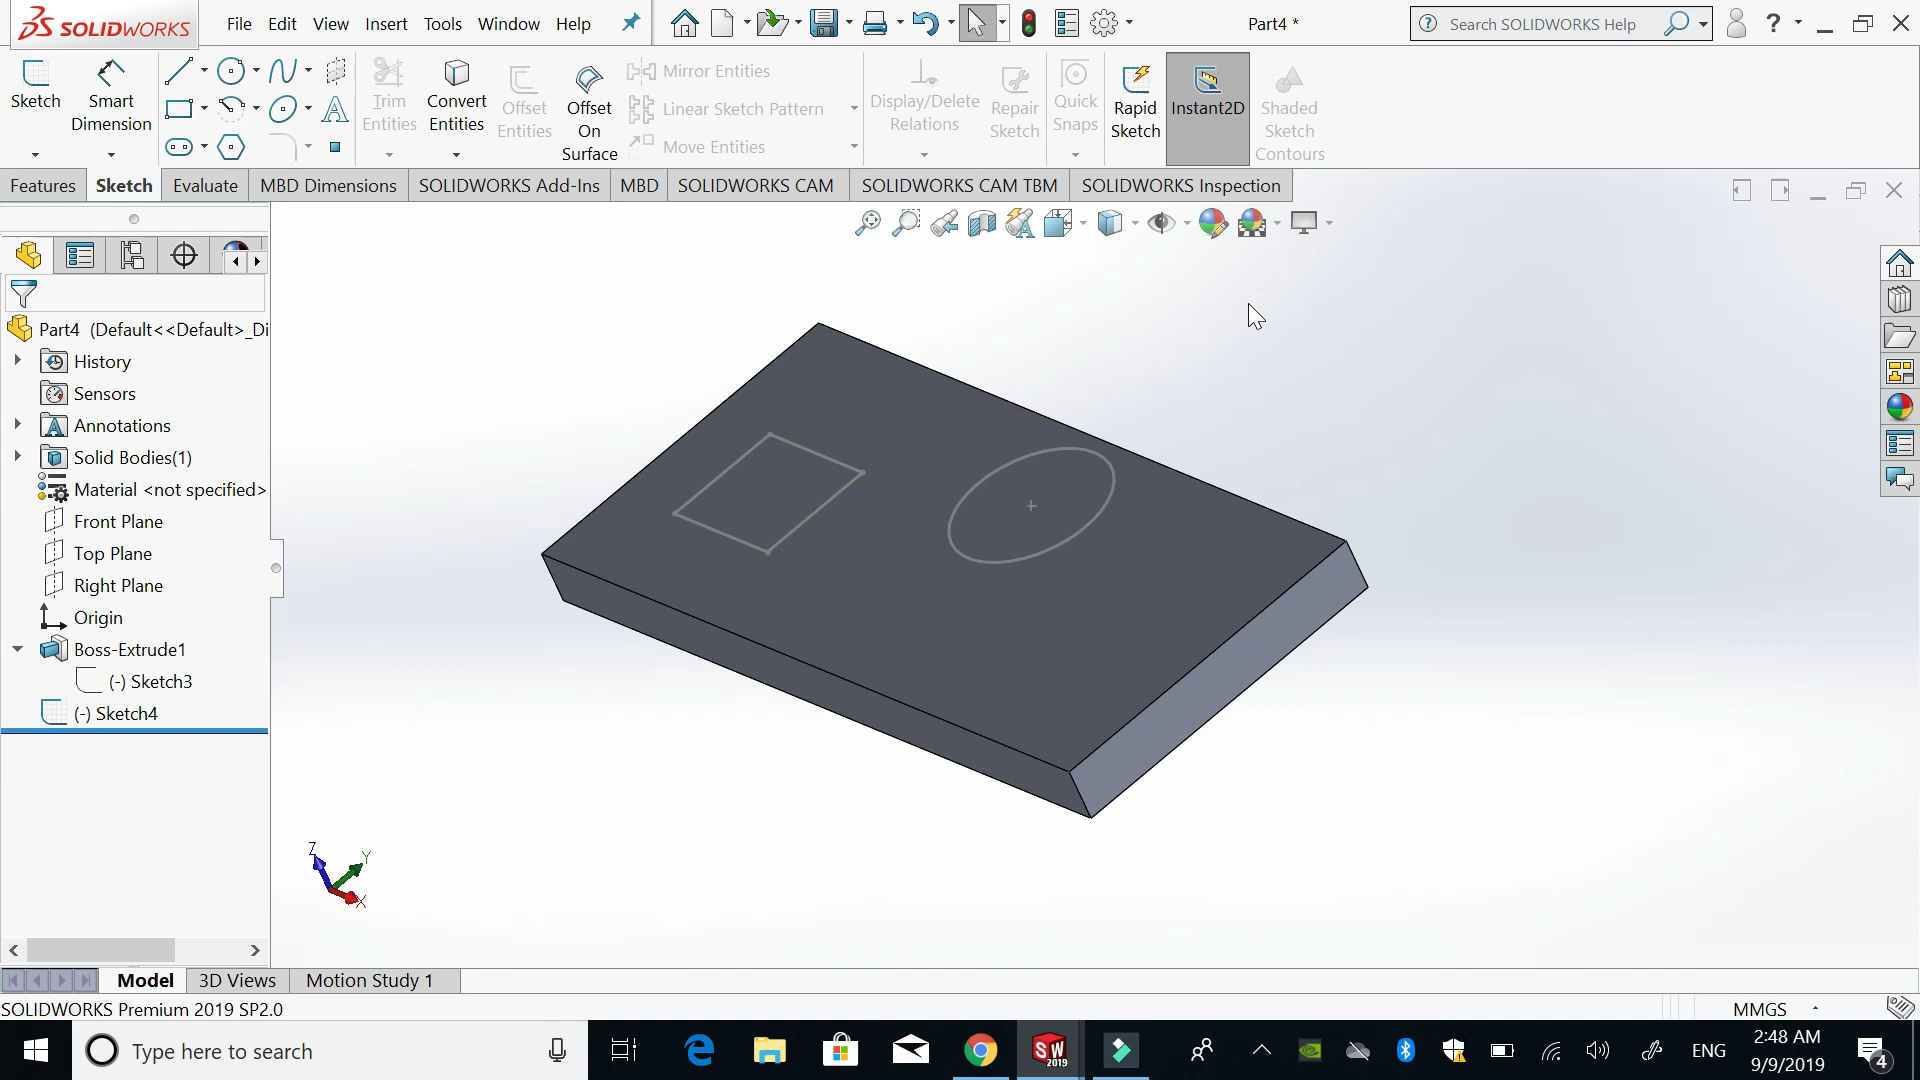 SOLIDWORKS
File Edit View Insert Tools Window Help
Part4 *
Search SOLIDWORKS Help
Sketch
Smart Dimension
Trim Entities
Convert Entities
Offset Entities
Offset On Surface
Mirror Entities
Linear Sketch Pattern
Move Entities
Display/Delete Relations
Repair Sketch
Quick Snaps
Rapid Sketch
Instant2D
Shaded Sketch Contours
Features Sketch Evaluate MBD Dimensions SOLIDWORKS Add-Ins MBD SOLIDWORKS CAM SOLIDWORKS CAM TBM SOLIDWORKS Inspection
Part4 (Default<<Default>_Di
History
Sensors
Annotations
Solid Bodies(1)
Material <not specified>
Front Plane
Top Plane
Right Plane
Origin
Boss-Extrude1
(-) Sketch3
(-) Sketch4
Z
Y
X
Model 3D Views Motion Study 1
SOLIDWORKS Premium 2019 SP2.0
MMGS
Type here to search
SW
2019
ENG
2:48 AM
9/9/2019
4